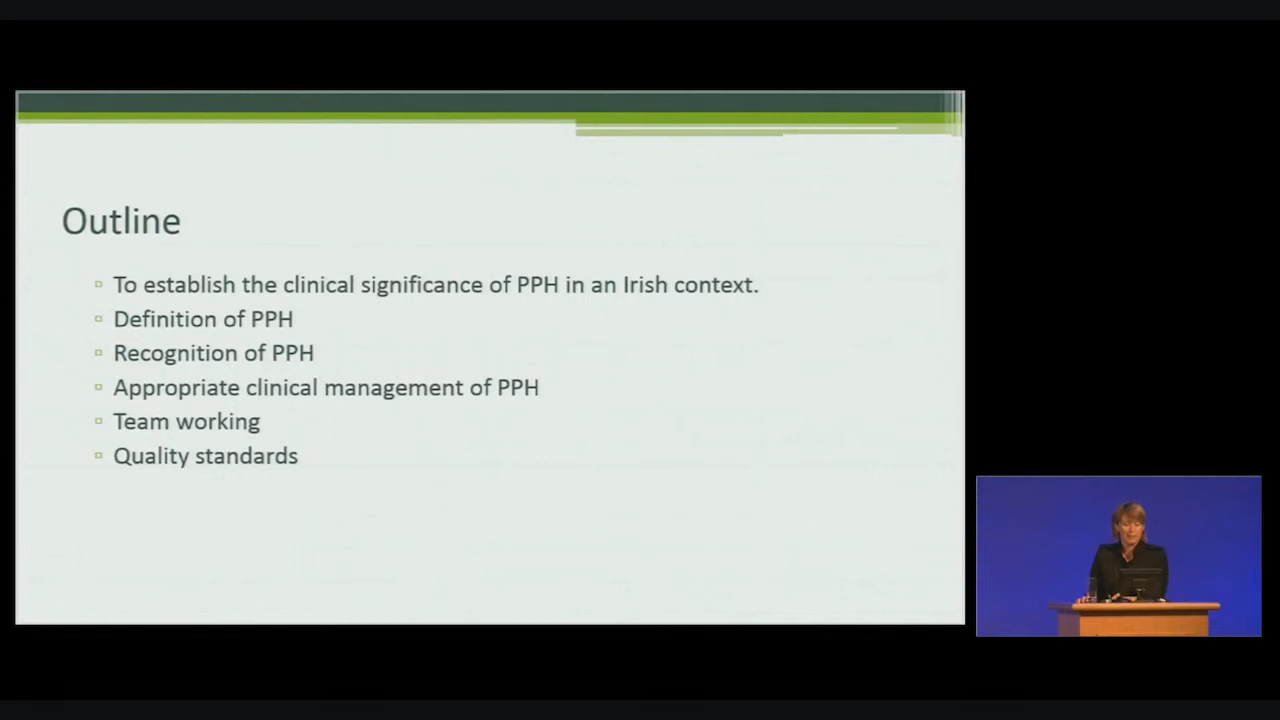 Outline
To establish the clinical significance of PPH in an Irish context.
Definition of PPH
Recognition of PPH
Appropriate clinical management of PPH
Team working
Quality standards